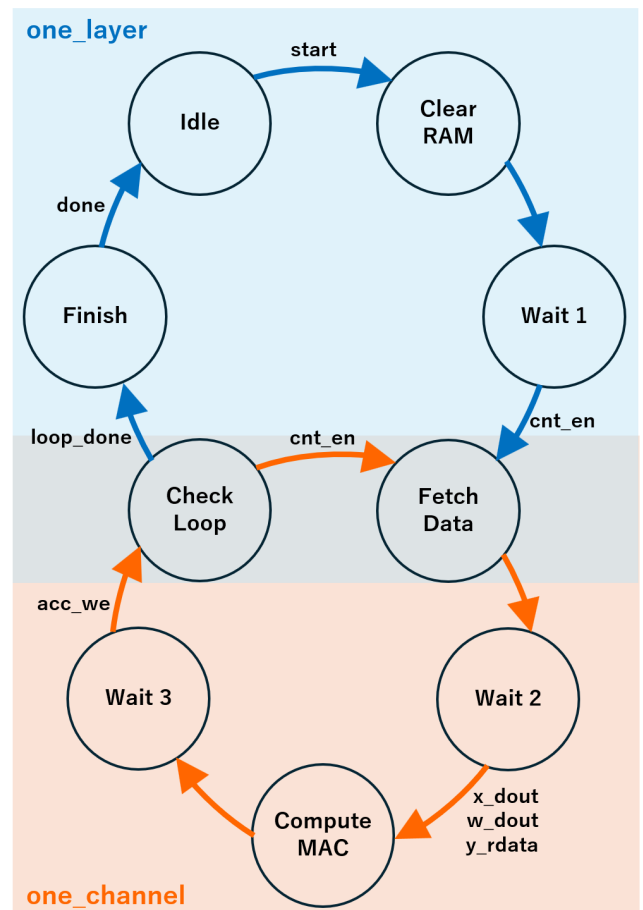 one_layer
start
Idle
Clear
RAM
done
Finish
Wait 1
loop_done
cnt_en
cnt_en
Check
Loop
Fetch
Data
acc_we
Wait 3
Wait 2
x_dout
w_dout
y_rdata
Compute
MAC
one_channel